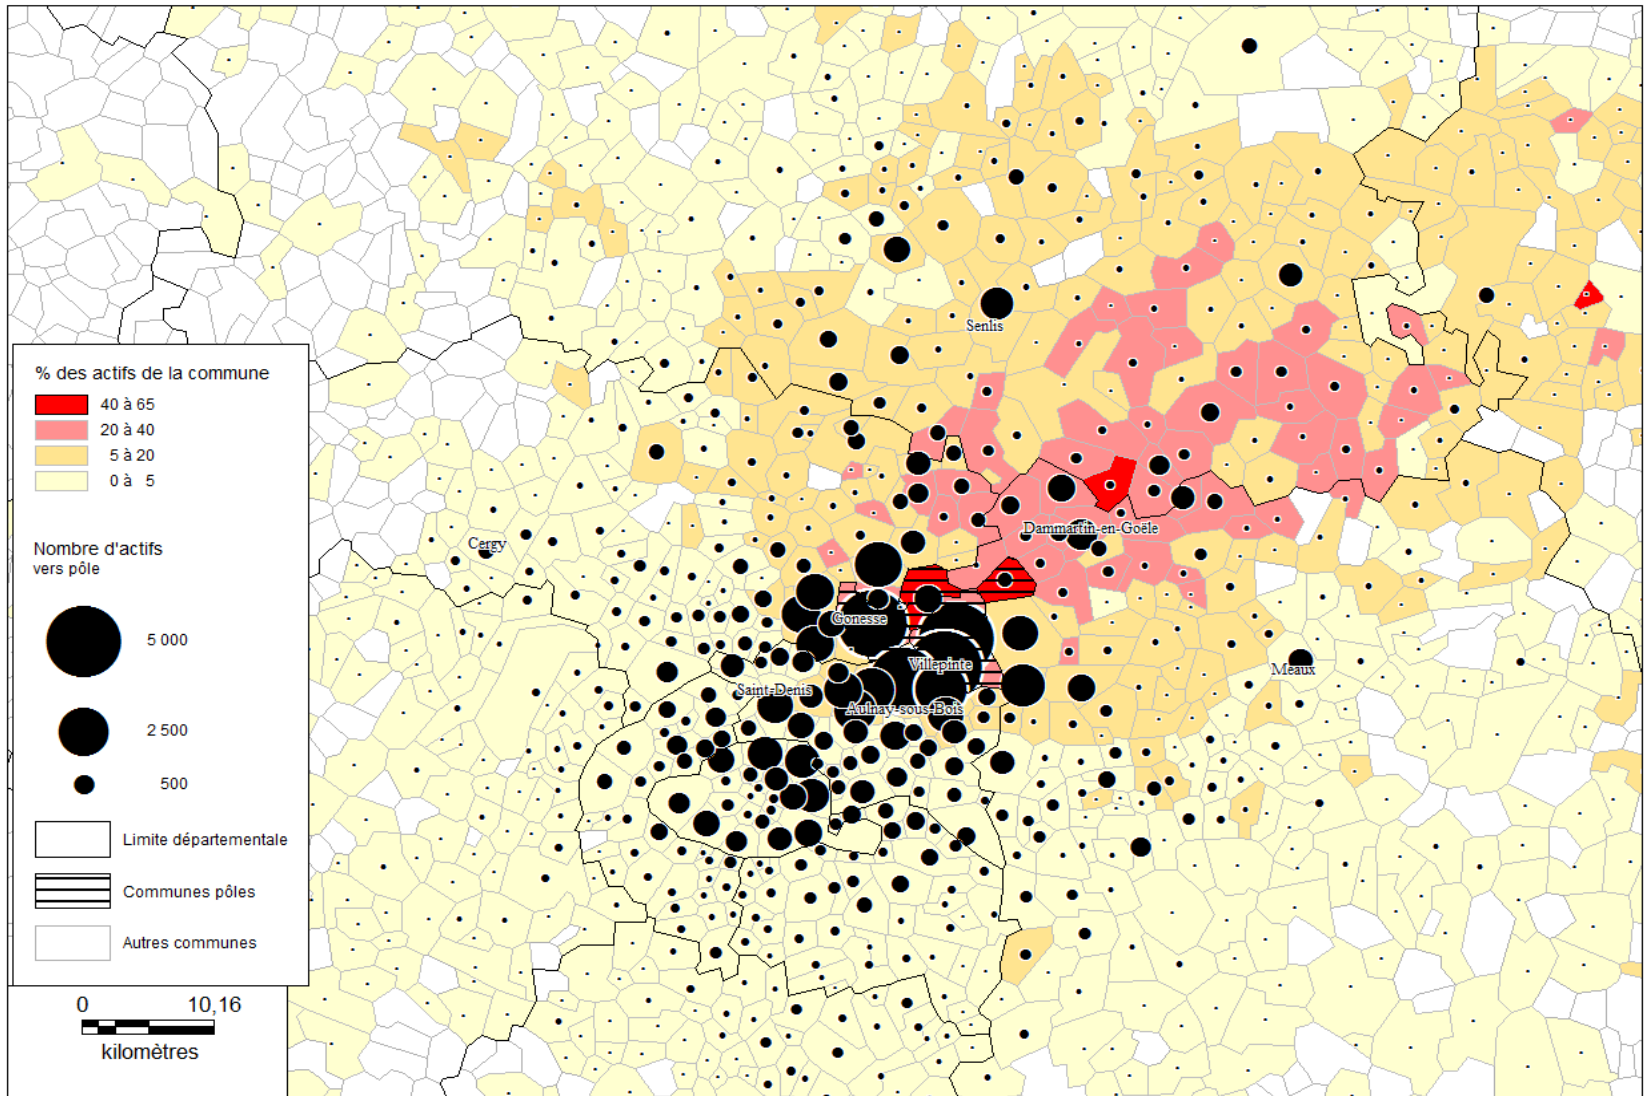 Senlis
% des actifs de la commune
40 à 65
20 à 40
5 à 20
0 à 5
Dammartin-en-Goële
Cergy
Nombre d'actifs
vers pôle
5 000
Gonesse
Villepinte
Meaux
Saint-Denis
Aulnay-sous-Bois
2 500
500
Limite départementale
Communes pôles
Autres communes
0 10,16
kilomètres